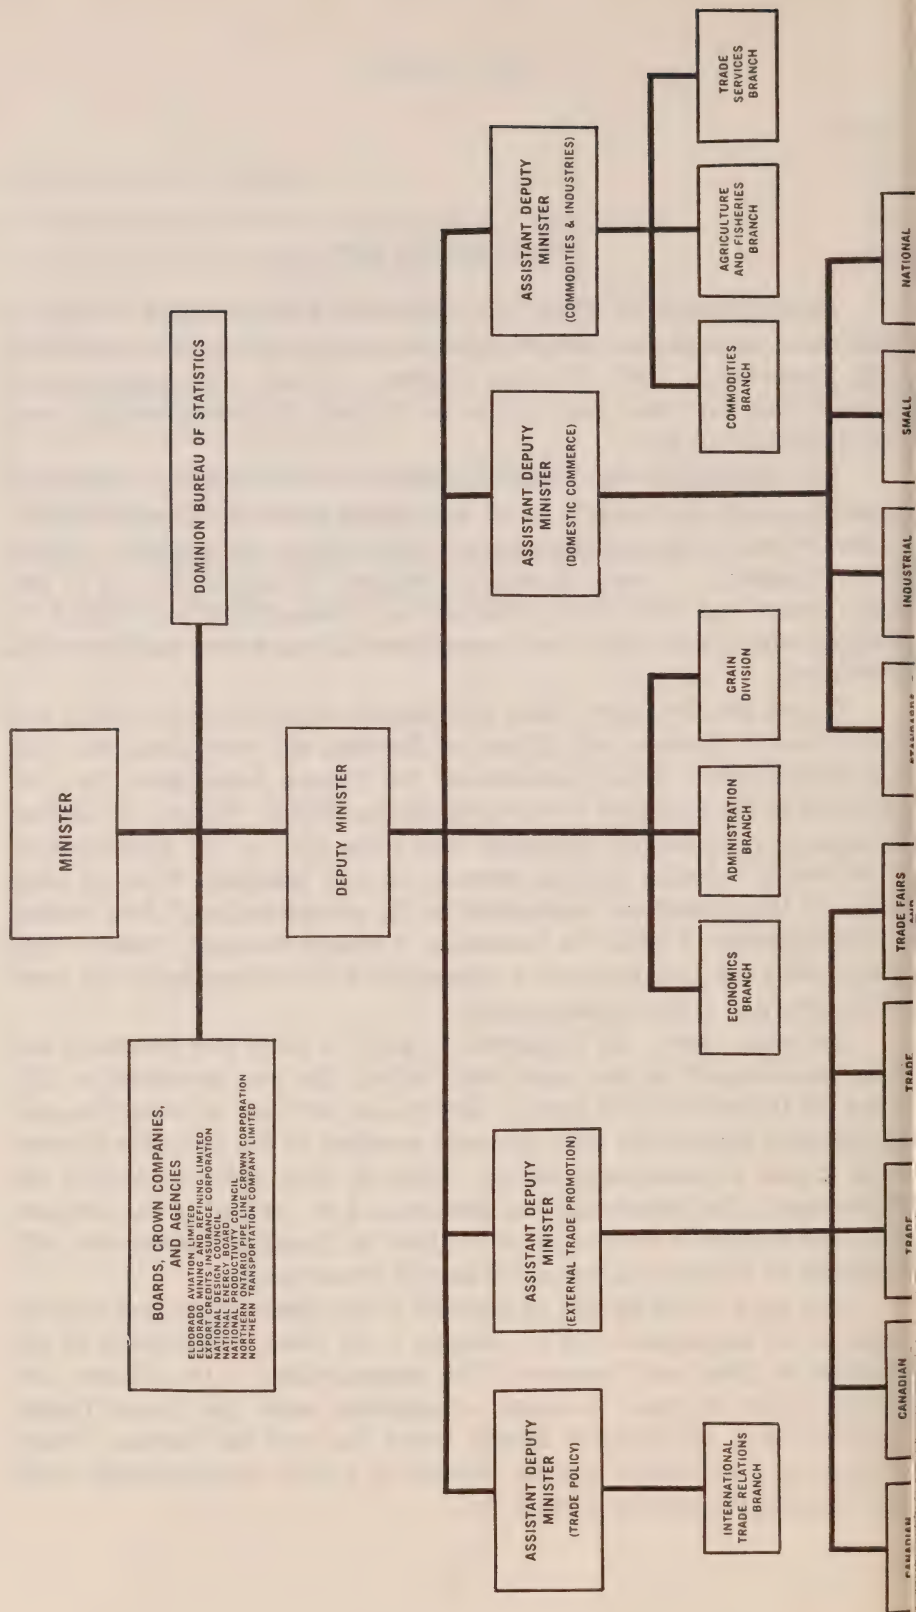 MINISTER
BOARDS, CROWN COMPANIES,
AND AGENCIES
ELDORADO AVIATION LIMITED
ELDORADO MINING AND REFINING LIMITED
EXPORT CREDITS INSURANCE CORPORATION
NATIONAL DESIGN COUNCIL
NATIONAL ENERGY BOARD
NATIONAL PRODUCTIVITY COUNCIL
NORTHERN ONTARIO PIPE LINE CROWN CORPORATION
NORTHERN TRANSPORTATION COMPANY LIMITED
DOMINION BUREAU OF STATISTICS
DEPUTY MINISTER
ASSISTANT DEPUTY
MINISTER
(TRADE POLICY)
ASSISTANT DEPUTY
MINISTER
(EXTERNAL TRADE PROMOTION)
ASSISTANT DEPUTY
MINISTER
(DOMESTIC COMMERCE)
ASSISTANT DEPUTY
MINISTER
(COMMODITIES & INDUSTRIES)
INTERNATIONAL
TRADE RELATIONS
BRANCH
ECONOMICS
BRANCH
ADMINISTRATION
BRANCH
GRAIN
DIVISION
COMMODITIES
BRANCH
AGRICULTURE
AND FISHERIES
BRANCH
TRADE
SERVICES
BRANCH
CANADIAN
CANADIAN
TRADE
TRADE
TRADE FAIRS
AND
STANDARDS
INDUSTRIAL
SMALL
NATIONAL